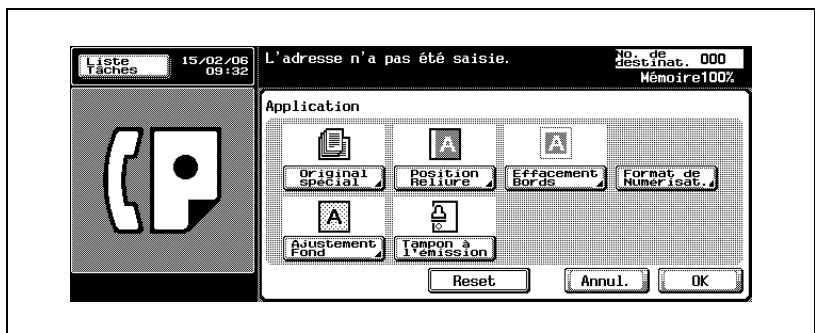 Liste
Tâches
15/02/06
09:32
L'adresse n'a pas été saisie.
No. de
destinat. 000
Mémoire100%
Application
Original
spécial
Position
Reliure
Effacement
Bords
Format de
Numérisat.
Ajustement
Fond
Tampon à
l'émission
Reset
Annul.
OK